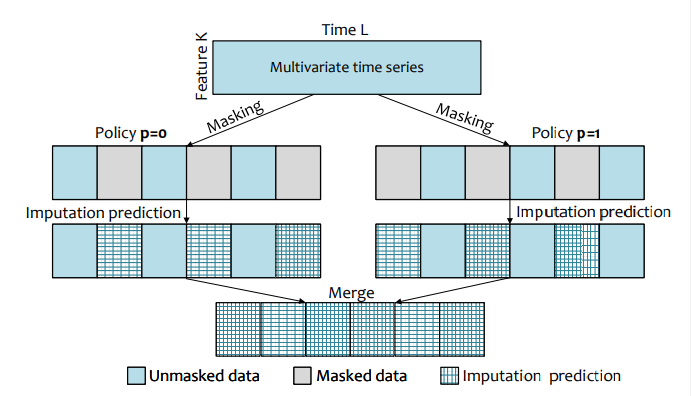 Time L
Feature K
Multivariate time series
Masking
Masking
Policy p=0
Policy p=1
Imputation prediction
Imputation prediction
Merge
Unmasked data
Masked data
Imputation prediction